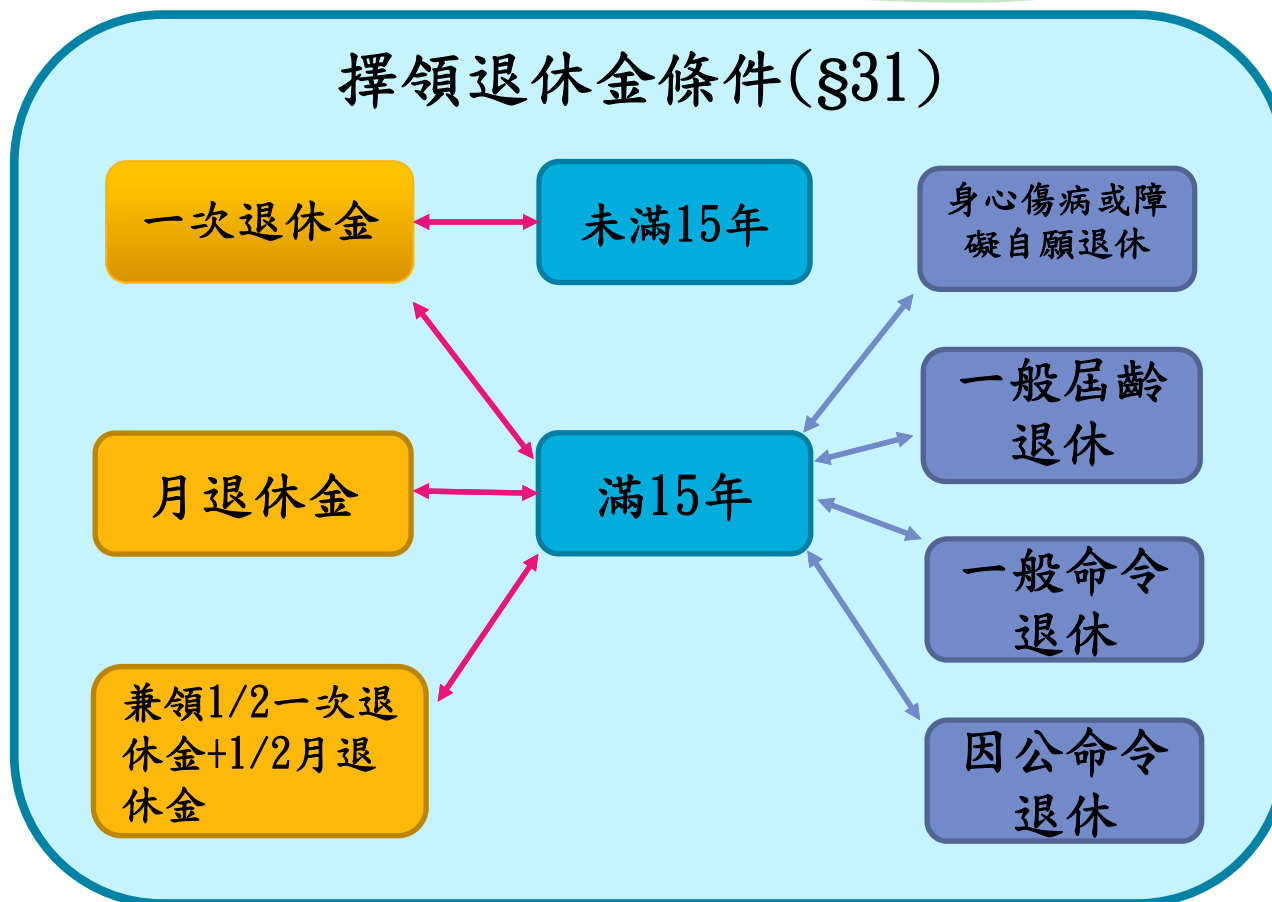 擇領退休金條件(§31)
一次退休金
未滿15年
身心傷病或障
礙自願退休
一般屆齡
退休
月退休金
滿15年
一般命令
退休
兼領1/2一次退
休金+1/2月退
休金
因公命令
退休